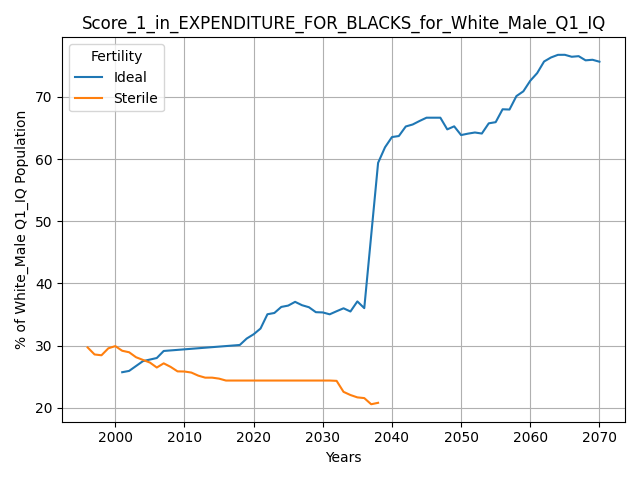 Score_1_in_EXPENDITURE_FOR_BLACKS_for_White_Male_Q1_IQ
Fertility
Ideal
Sterile
% of White_Male Q1_IQ Population
70
60
50
40
30
20
2000 2010 2020 2030 2040 2050 2060 2070
Years